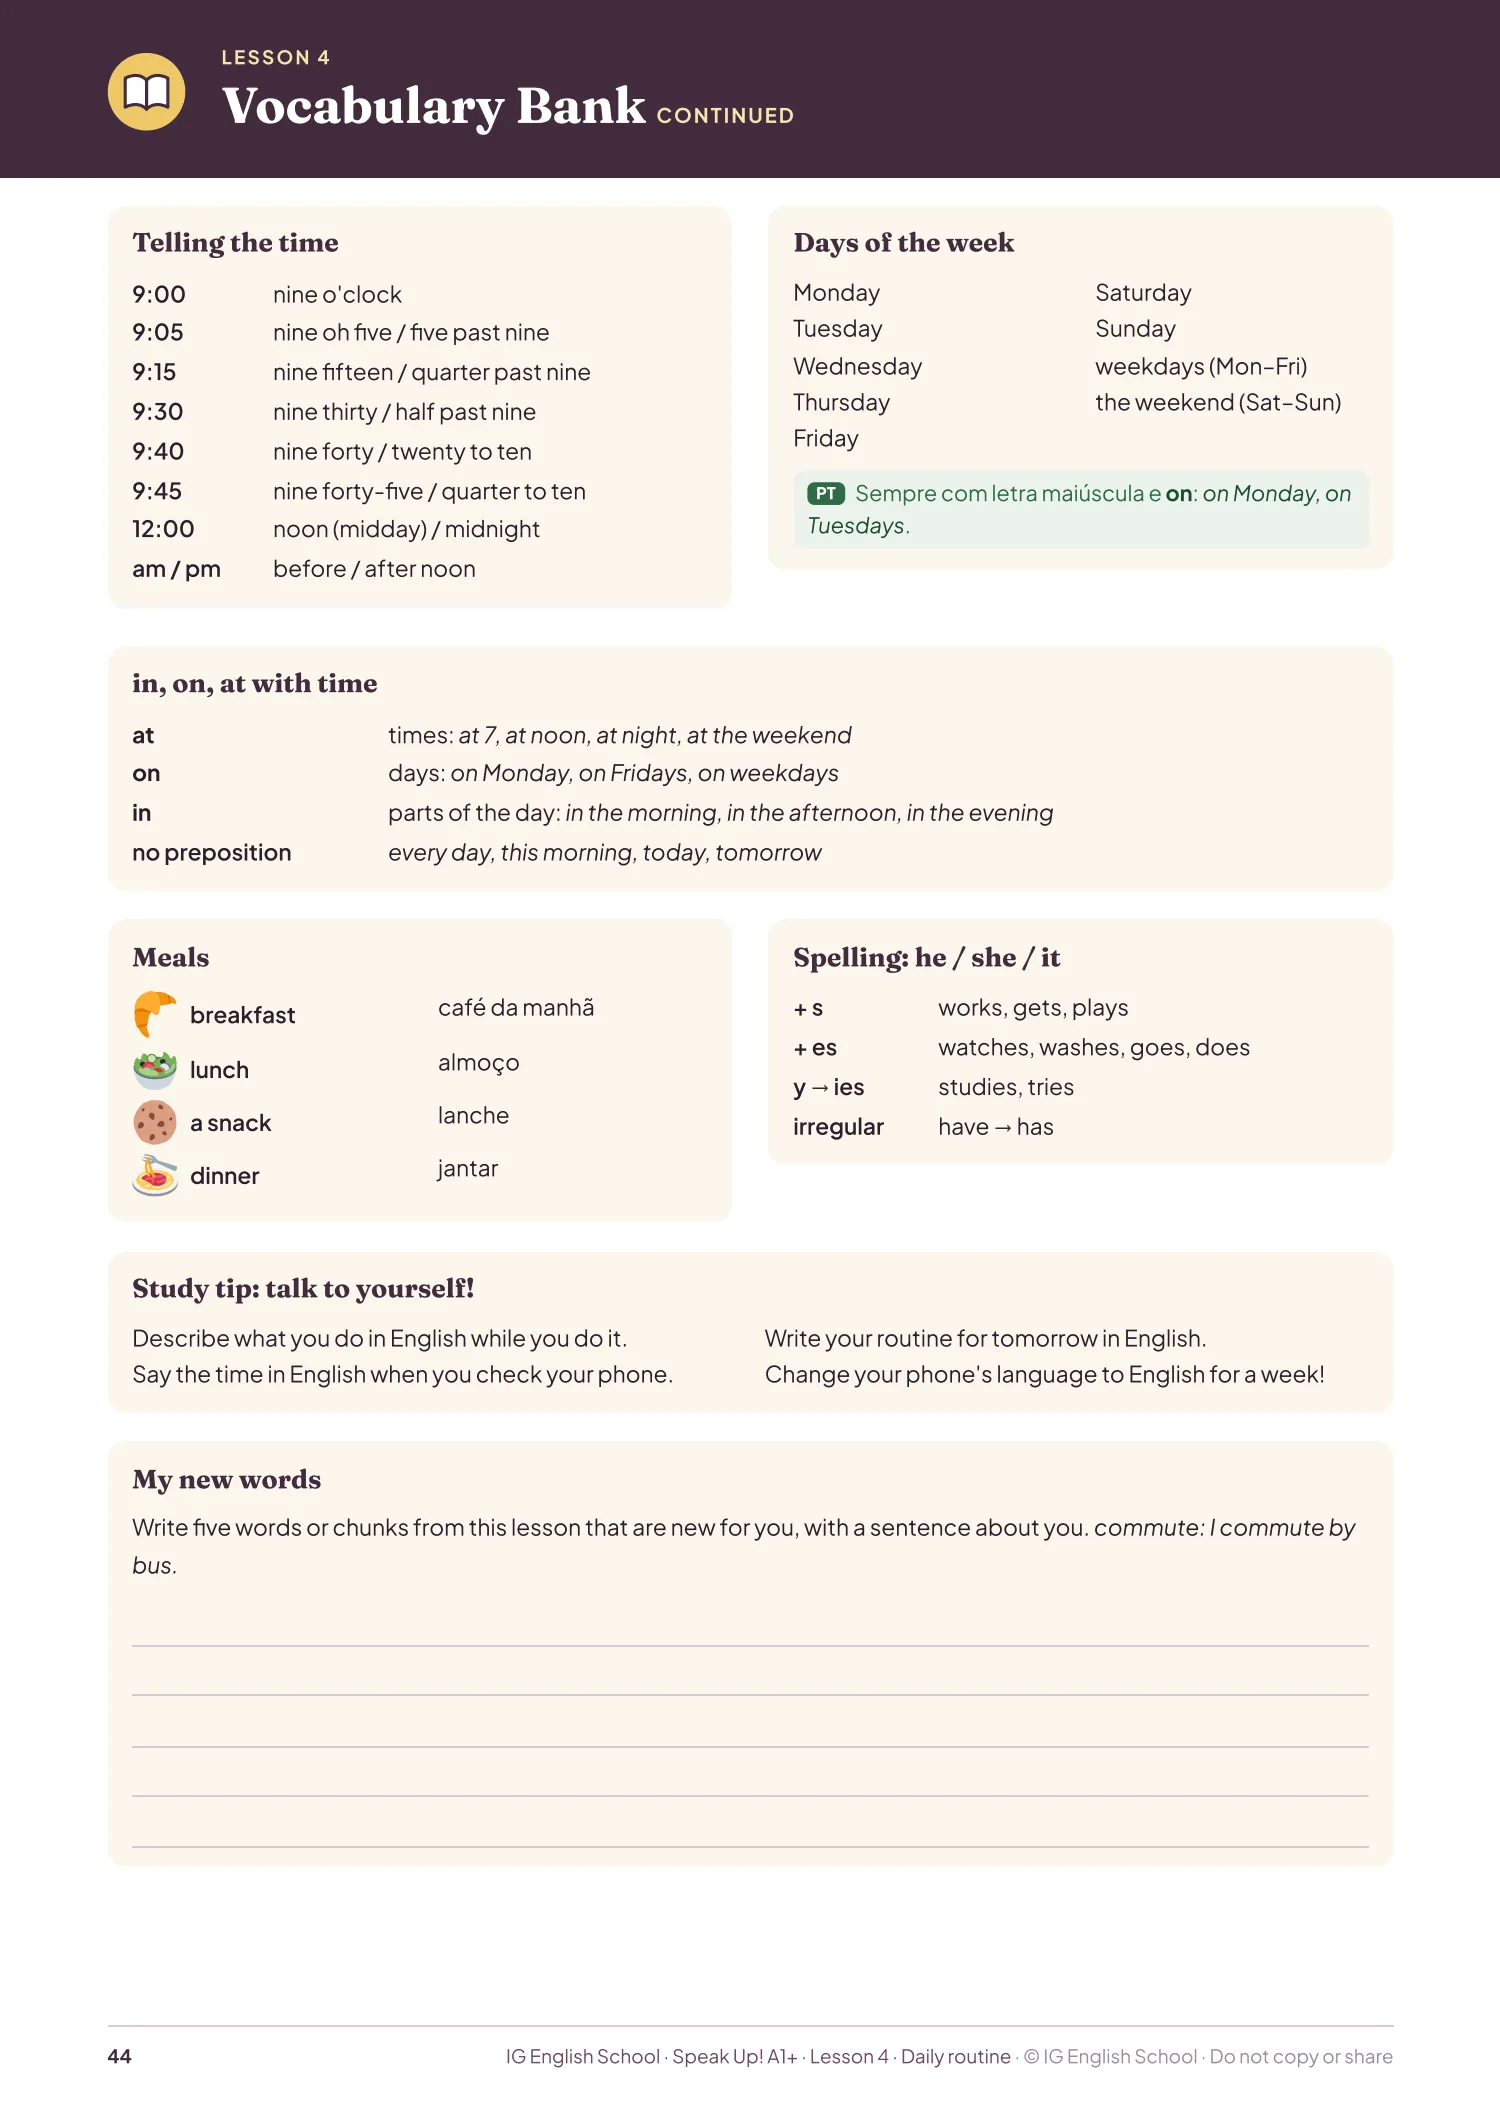 LESSON 4
Vocabulary Bank CONTINUED
Telling the time
9:00 nine o'clock
9:05 nine oh five / five past nine
9:15 nine fifteen / quarter past nine
9:30 nine thirty / half past nine
9:40 nine forty / twenty to ten
9:45 nine forty-five / quarter to ten
12:00 noon (midday) / midnight
am / pm before / after noon
Days of the week
Monday Saturday
Tuesday Sunday
Wednesday weekdays (Mon–Fri)
Thursday the weekend (Sat–Sun)
Friday
PT Sempre com letra maiúscula e on: on Monday, on
Tuesdays.
in, on, at with time
at times: at 7, at noon, at night, at the weekend
on days: on Monday, on Fridays, on weekdays
in parts of the day: in the morning, in the afternoon, in the evening
no preposition every day, this morning, today, tomorrow
Meals
breakfast café da manhã
lunch almoço
a snack lanche
dinner jantar
Spelling: he / she / it
+ s works, gets, plays
+ es watches, washes, goes, does
y → ies studies, tries
irregular have → has
Study tip: talk to yourself!
Describe what you do in English while you do it.
Say the time in English when you check your phone.
Write your routine for tomorrow in English.
Change your phone's language to English for a week!
My new words
Write five words or chunks from this lesson that are new for you, with a sentence about you. commute: I commute by
bus.
44 IG English School · Speak Up! A1+ · Lesson 4 · Daily routine · © IG English School · Do not copy or share